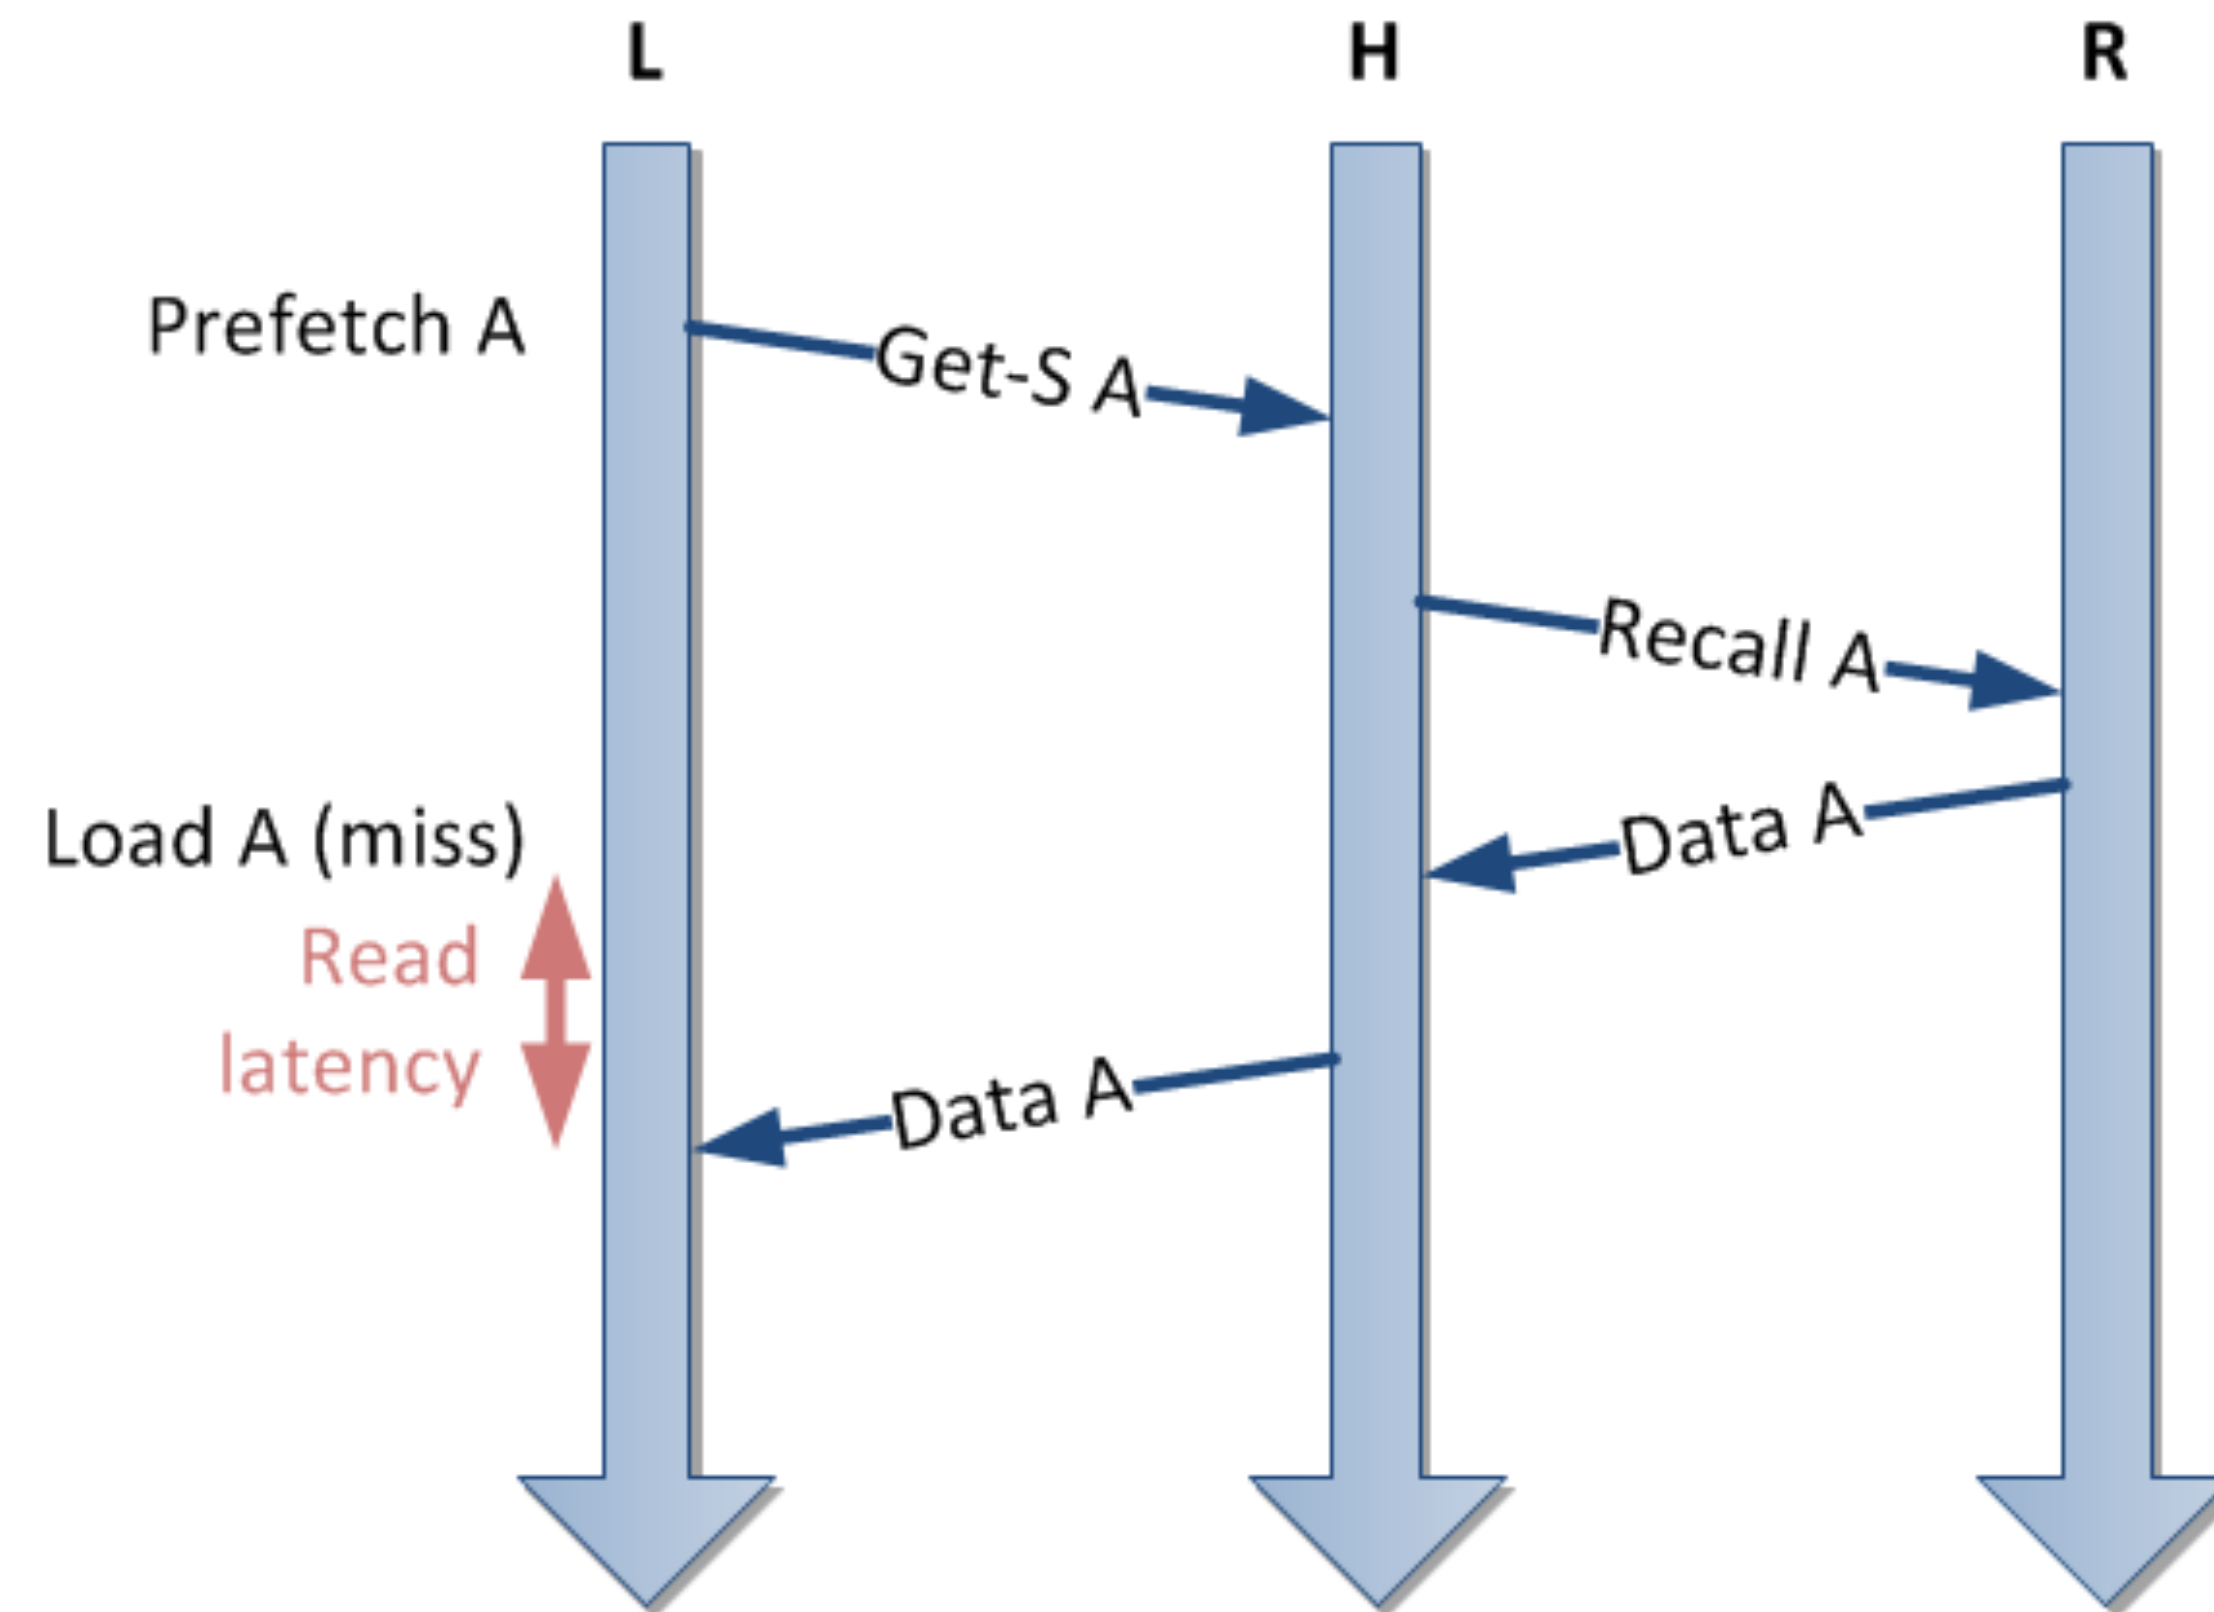 L H R
Prefetch A
Get-S A
Recall A
Data A
Load A (miss)
Read
latency
Data A